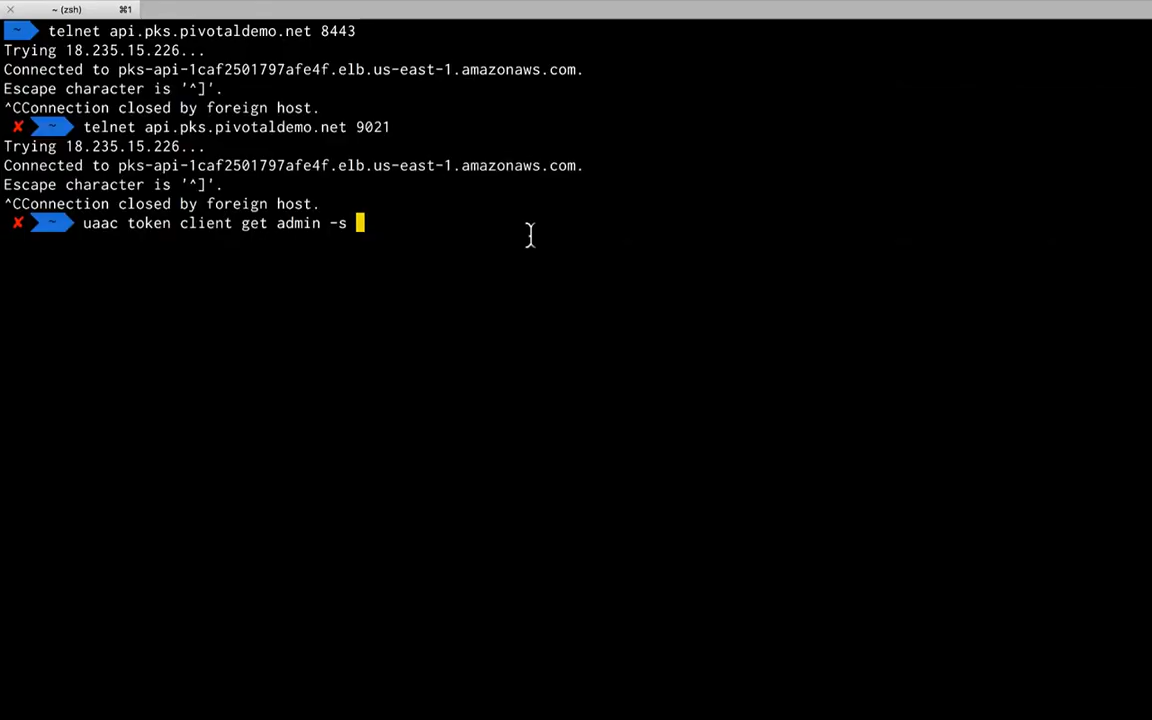 ~ (zsh) ⌘1
~ telnet api.pks.pivotaldemo.net 8443
Trying 18.235.15.226...
Connected to pks-api-1caf2501797afe4f.elb.us-east-1.amazonaws.com.
Escape character is '^]'.
^CConnection closed by foreign host.
✘ ~ telnet api.pks.pivotaldemo.net 9021
Trying 18.235.15.226...
Connected to pks-api-1caf2501797afe4f.elb.us-east-1.amazonaws.com.
Escape character is '^]'.
^CConnection closed by foreign host.
✘ ~ uaac token client get admin -s